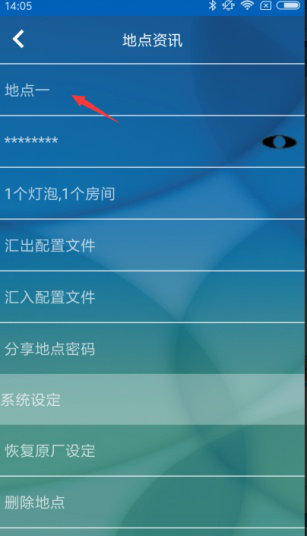 14:05
地点资讯
地点一
********
1个灯泡,1个房间
汇出配置文件
汇入配置文件
分享地点密码
系统设定
恢复原厂设定
删除地点